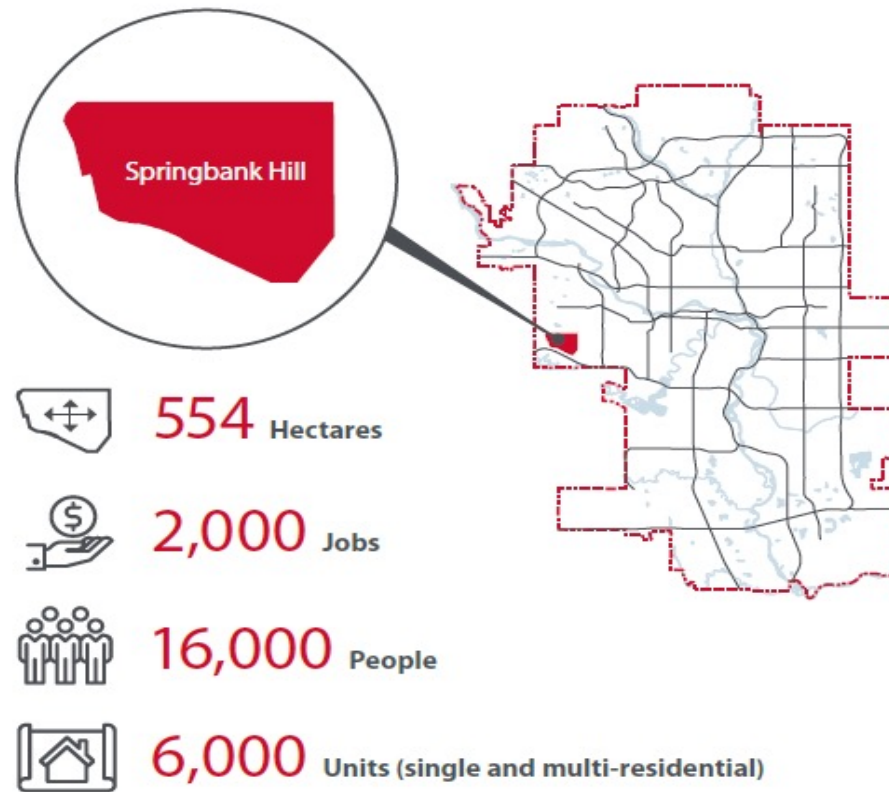 Springbank Hill
554 Hectares
$
2,000 Jobs
16,000 People
6,000 Units (single and multi-residential)